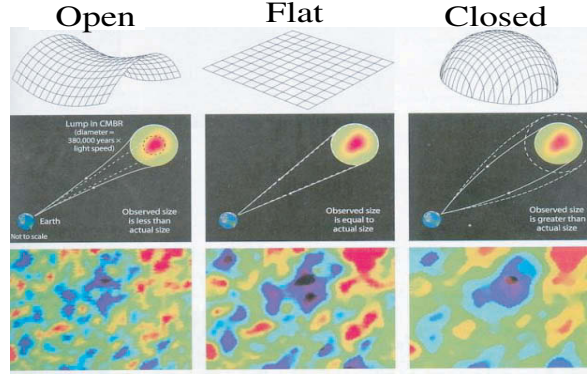 Open
Flat
Closed
Lump in CMBR
(diameter =
380,000 years ×
light speed)
Earth
Not to scale
Observed size
is less than
actual size
Observed size
is equal to
actual size
Observed size
is greater than
actual size